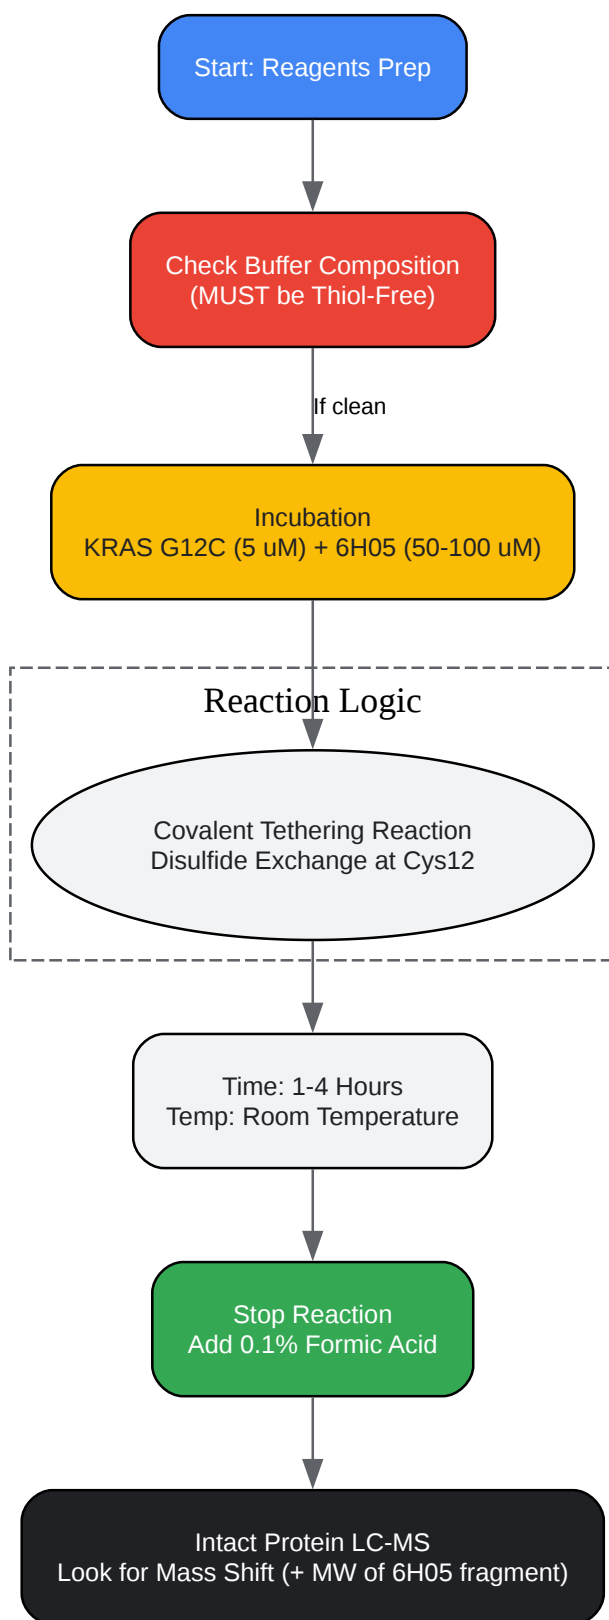 Start: Reagents Prep
Check Buffer Composition
(MUST be Thiol-Free)
If clean
Incubation
KRAS G12C (5 uM) + 6H05 (50-100 uM)
Reaction Logic
Covalent Tethering Reaction
Disulfide Exchange at Cys12
Time: 1-4 Hours
Temp: Room Temperature
Stop Reaction
Add 0.1% Formic Acid
Intact Protein LC-MS
Look for Mass Shift (+ MW of 6H05 fragment)